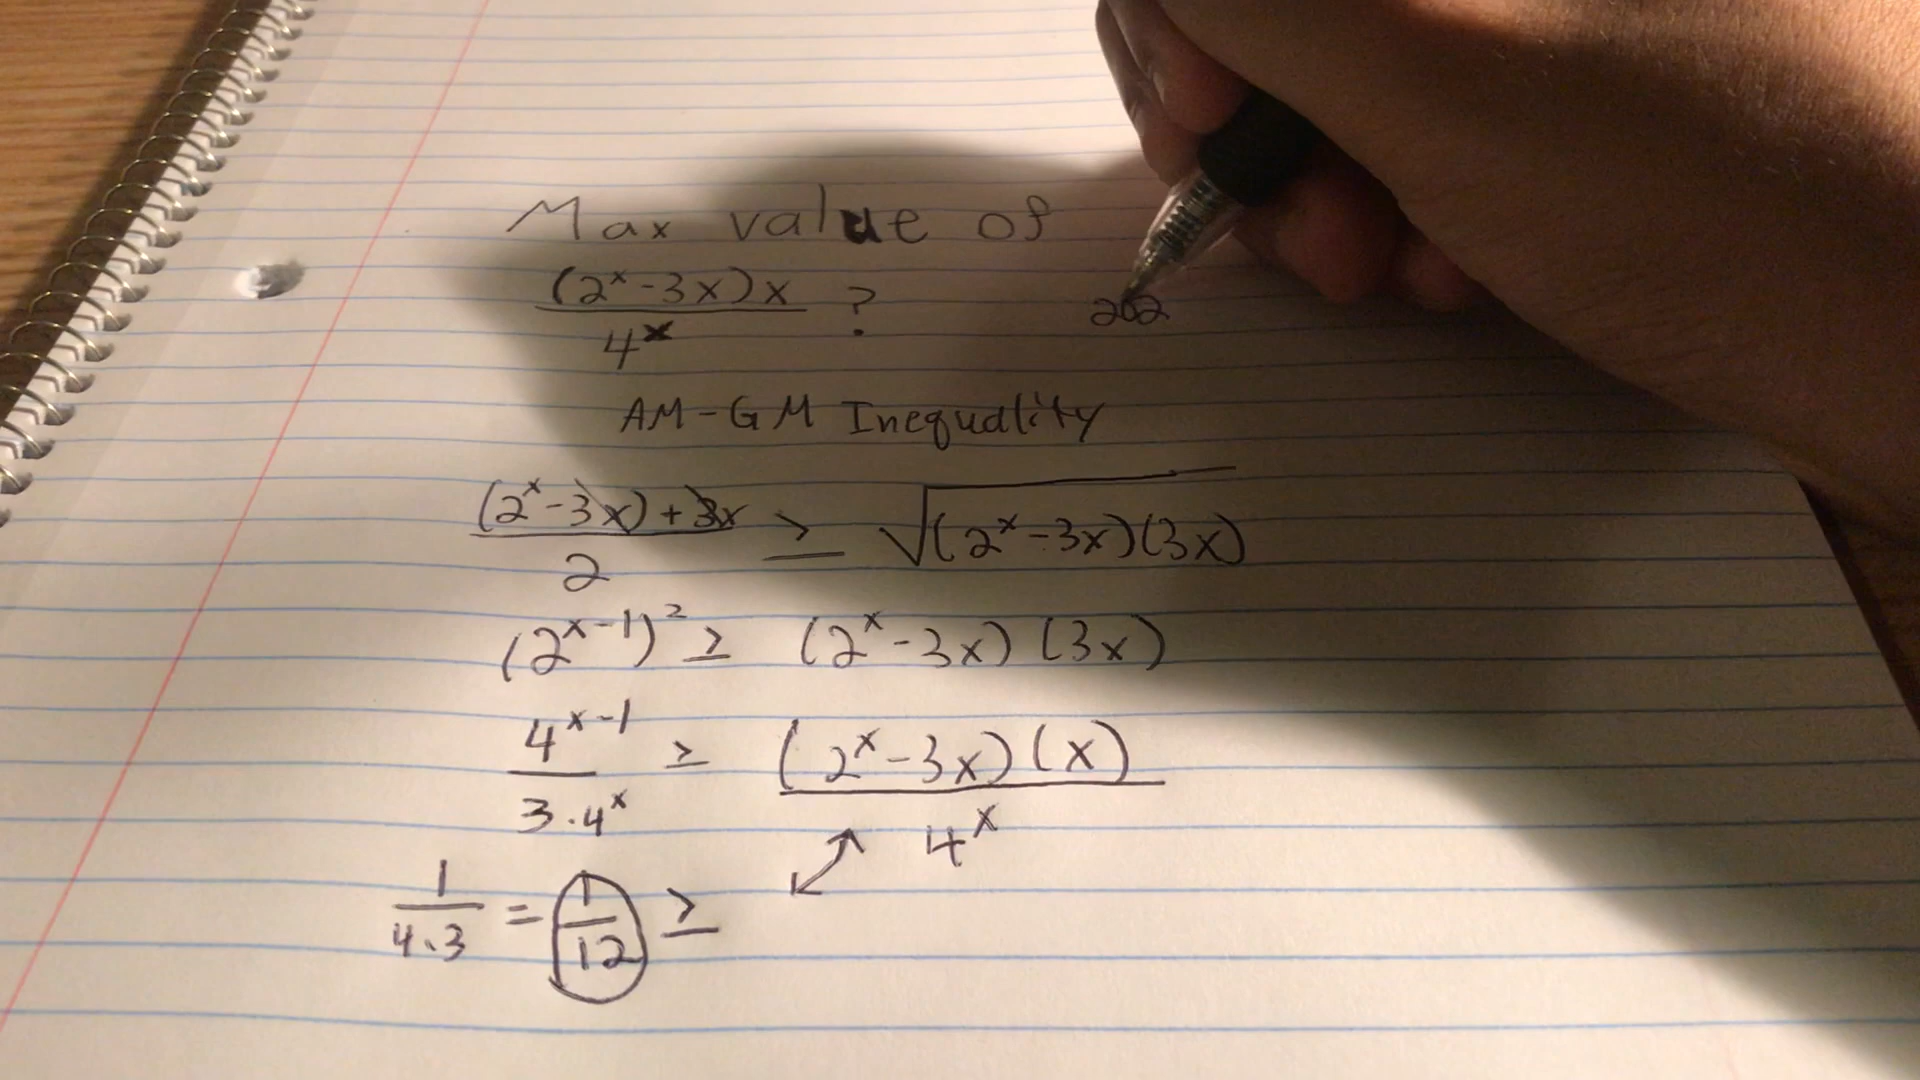 Max value of
(2^x - 3x)x / 4^x ?
202
AM-GM Inequality
((2^x - 3x) + 3x) / 2 ≥ √((2^x - 3x)(3x))
(2^(x-1))^2 ≥ (2^x - 3x)(3x)
4^(x-1) / (3·4^x) ≥ (2^x - 3x)(x) / 4^x
1 / (4·3) = 1/12 ≥ ↗↙